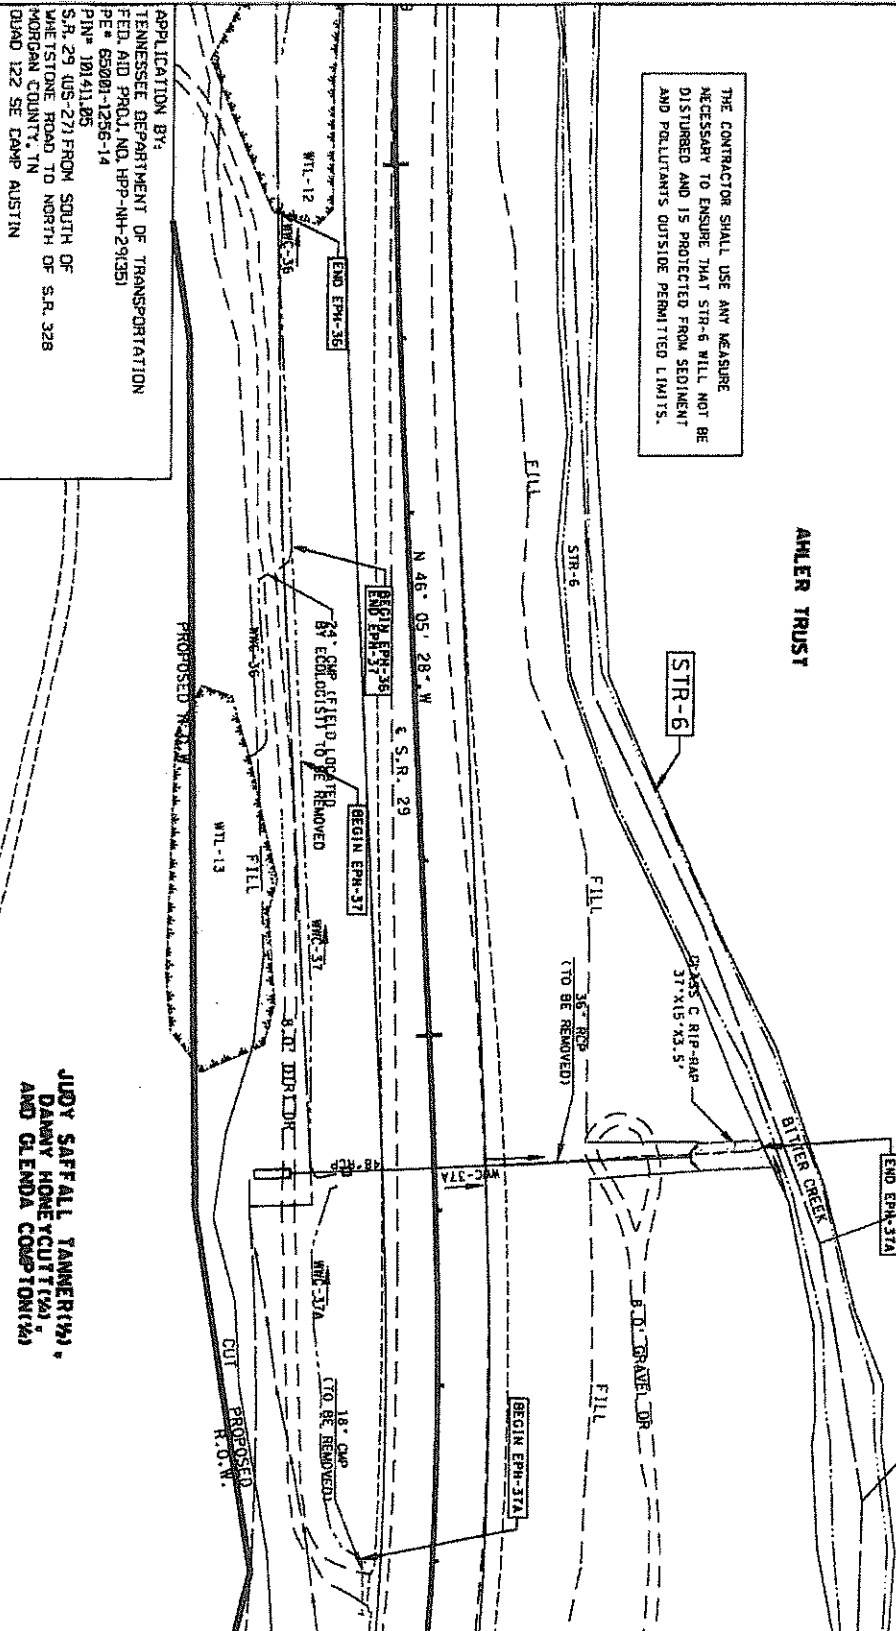 THE CONTRACTOR SHALL USE ANY MEASURE
NECESSARY TO ENSURE THAT STR-6 WILL NOT BE
DISTURBED AND IS PROTECTED FROM SEDIMENT
AND POLLUTANTS OUTSIDE PERMITTED LIMITS.
AHLER TRUST
STR-6
STR-6
FILL
FILL
CLASS C RIP-RAP
37'X15'X3.5'
36" RCP
(TO BE REMOVED)
BITTER CREEK
END EPH-37A
8.0' GRAVEL DR
FILL
BEGIN EPH-37A
N 46° 05' 28" W
℄ S.R. 29
WWC-37A
48"RCP
WTL-12
WWC-36
END EPH-36
BEGIN EPH-36
END EPH-37
24" CMP (FIELD LOCATED
BY ECOLOGIST) TO BE REMOVED
BEGIN EPH-37
WWC-36
WWC-37
WWC-37A
18" CMP
(TO BE REMOVED)
8.0' DIRT DR
FILL
WTL-13
PROPOSED R.O.W.
CUT
PROPOSED
R.O.W.
JUDY SAFFALL TANNER(⅓),
DANNY HONEYCUTT(⅓),
AND GLENDA COMPTON(⅓)
APPLICATION BY:
TENNESSEE DEPARTMENT OF TRANSPORTATION
FED. AID PROJ. NO. HPP-NH-29(35)
PE# 65001-1256-14
PIN# 101411.05
S.R. 29 (US-27) FROM SOUTH OF
WHETSTONE ROAD TO NORTH OF S.R. 328
MORGAN COUNTY, TN
QUAD 122 SE CAMP AUSTIN